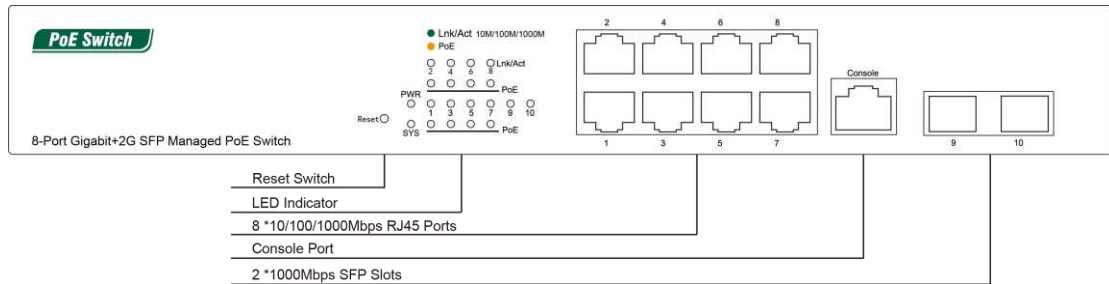 PoE Switch
Lnk/Act 10M/100M/1000M
PoE
2 4 6 8 Lnk/Act
PoE
PWR
1 3 5 7 9 10
Reset
SYS
PoE
8-Port Gigabit+2G SFP Managed PoE Switch
2 4 6 8
1 3 5 7
Console
9 10
Reset Switch
LED Indicator
8 *10/100/1000Mbps RJ45 Ports
Console Port
2 *1000Mbps SFP Slots